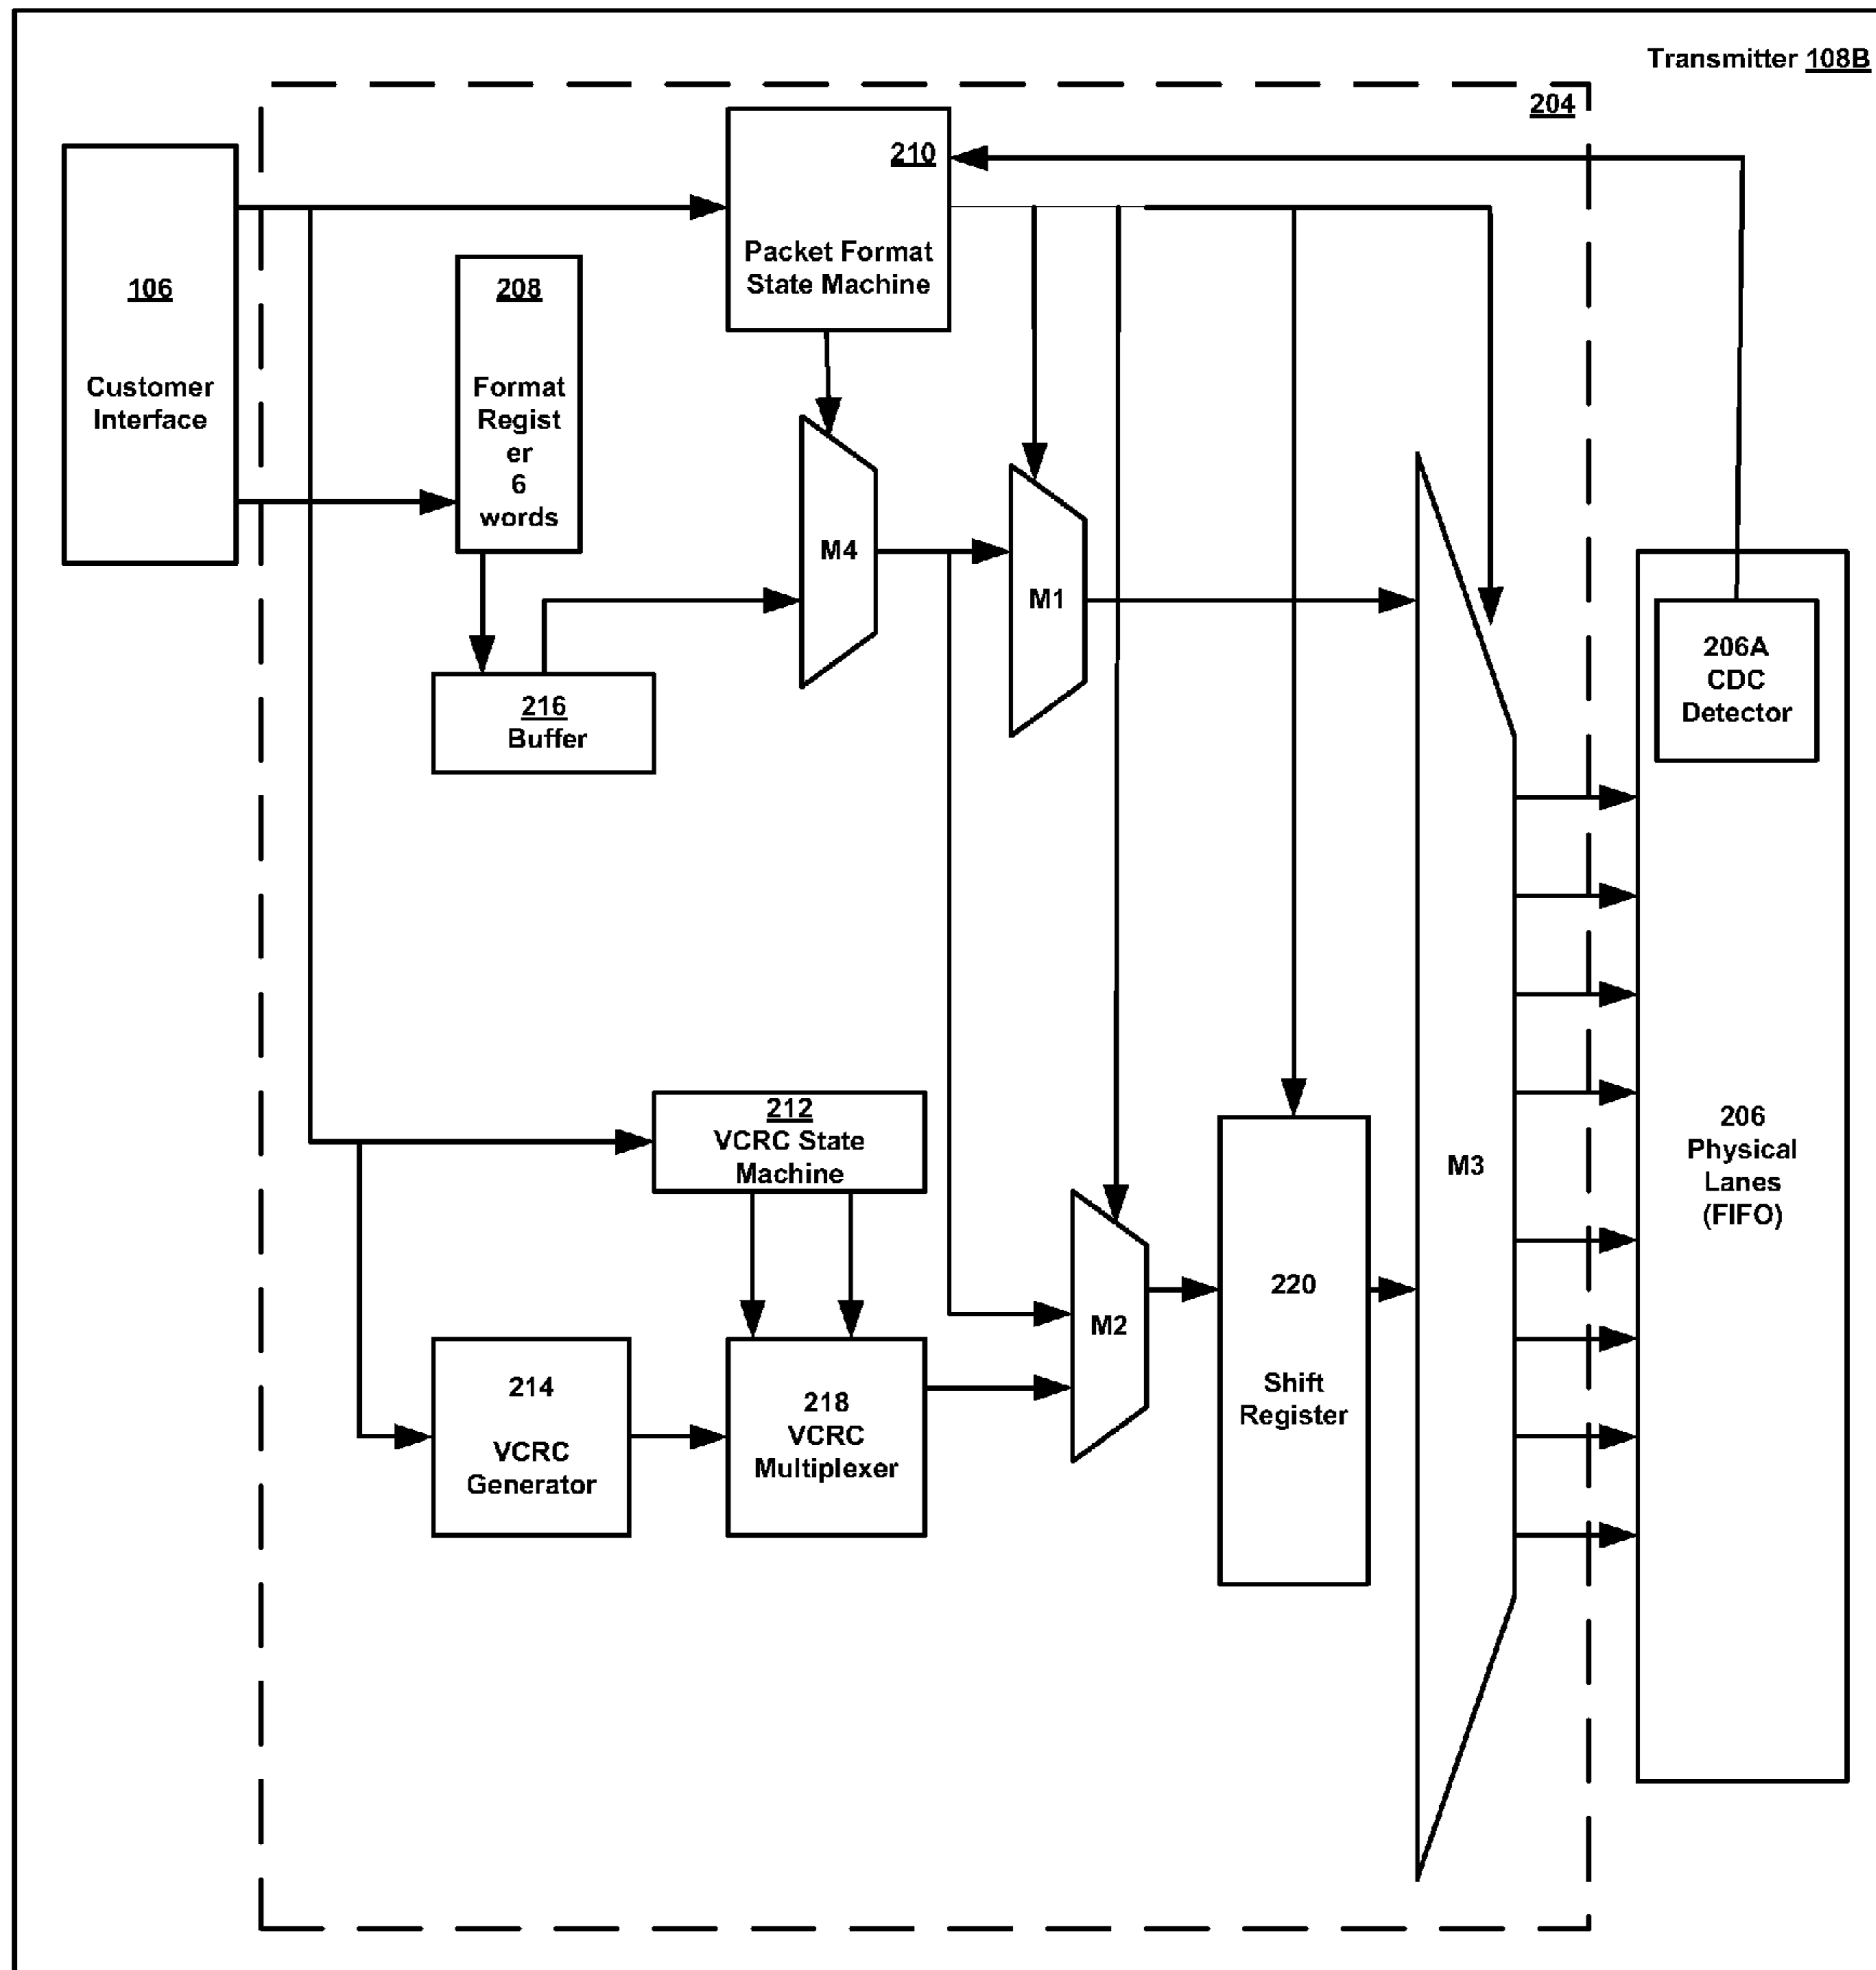 Transmitter 108B
204
210
Packet Format
State Machine
106
Customer
Interface
208
Format
Regist
er
6
words
M4
M1
216
Buffer
206A
CDC
Detector
206
Physical
Lanes
(FIFO)
212
VCRC State
Machine
M3
M2
220
Shift
Register
214
VCRC
Generator
218
VCRC
Multiplexer